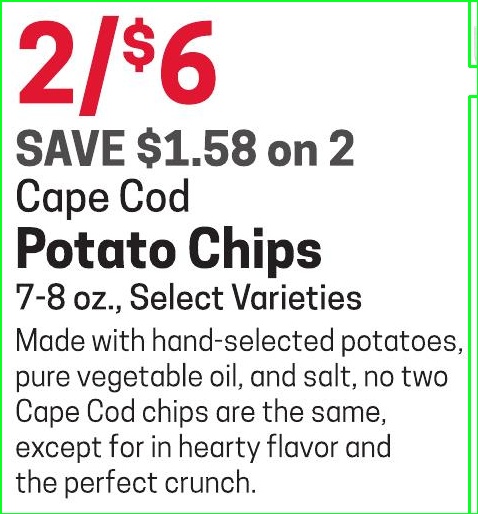 2/$6
SAVE $1.58 on 2
Cape Cod
Potato Chips
7-8 oz., Select Varieties
Made with hand-selected potatoes,
pure vegetable oil, and salt, no two
Cape Cod chips are the same,
except for in hearty flavor and
the perfect crunch.